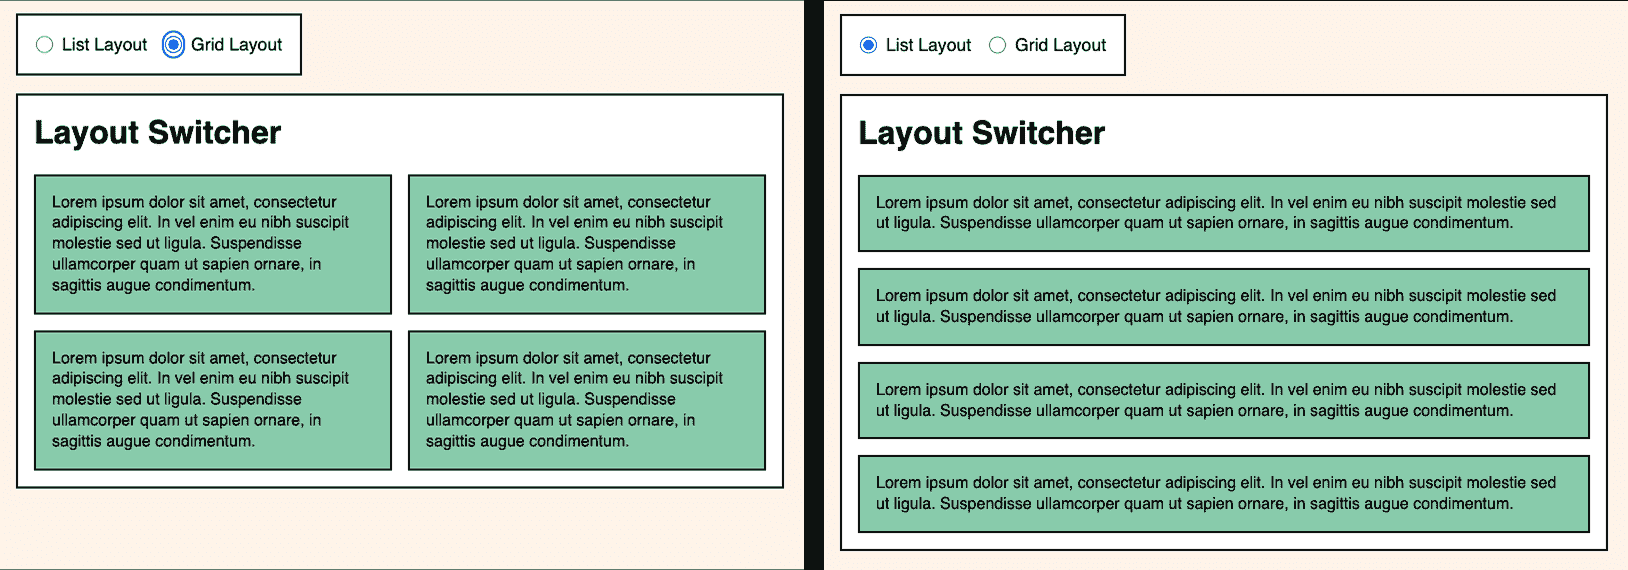 List Layout Grid Layout
Layout Switcher
Lorem ipsum dolor sit amet, consectetur
adipiscing elit. In vel enim eu nibh suscipit
molestie sed ut ligula. Suspendisse
ullamcorper quam ut sapien ornare, in
sagittis augue condimentum.
Lorem ipsum dolor sit amet, consectetur
adipiscing elit. In vel enim eu nibh suscipit
molestie sed ut ligula. Suspendisse
ullamcorper quam ut sapien ornare, in
sagittis augue condimentum.
Lorem ipsum dolor sit amet, consectetur
adipiscing elit. In vel enim eu nibh suscipit
molestie sed ut ligula. Suspendisse
ullamcorper quam ut sapien ornare, in
sagittis augue condimentum.
Lorem ipsum dolor sit amet, consectetur
adipiscing elit. In vel enim eu nibh suscipit
molestie sed ut ligula. Suspendisse
ullamcorper quam ut sapien ornare, in
sagittis augue condimentum.
List Layout Grid Layout
Layout Switcher
Lorem ipsum dolor sit amet, consectetur adipiscing elit. In vel enim eu nibh suscipit molestie sed
ut ligula. Suspendisse ullamcorper quam ut sapien ornare, in sagittis augue condimentum.
Lorem ipsum dolor sit amet, consectetur adipiscing elit. In vel enim eu nibh suscipit molestie sed
ut ligula. Suspendisse ullamcorper quam ut sapien ornare, in sagittis augue condimentum.
Lorem ipsum dolor sit amet, consectetur adipiscing elit. In vel enim eu nibh suscipit molestie sed
ut ligula. Suspendisse ullamcorper quam ut sapien ornare, in sagittis augue condimentum.
Lorem ipsum dolor sit amet, consectetur adipiscing elit. In vel enim eu nibh suscipit molestie sed
ut ligula. Suspendisse ullamcorper quam ut sapien ornare, in sagittis augue condimentum.